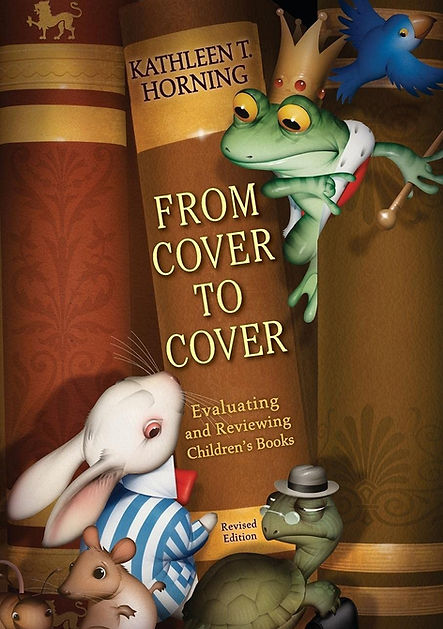 KATHLEEN T.
HORNING
FROM
COVER
TO
COVER
Evaluating
and Reviewing
Children's Books
Revised
Edition